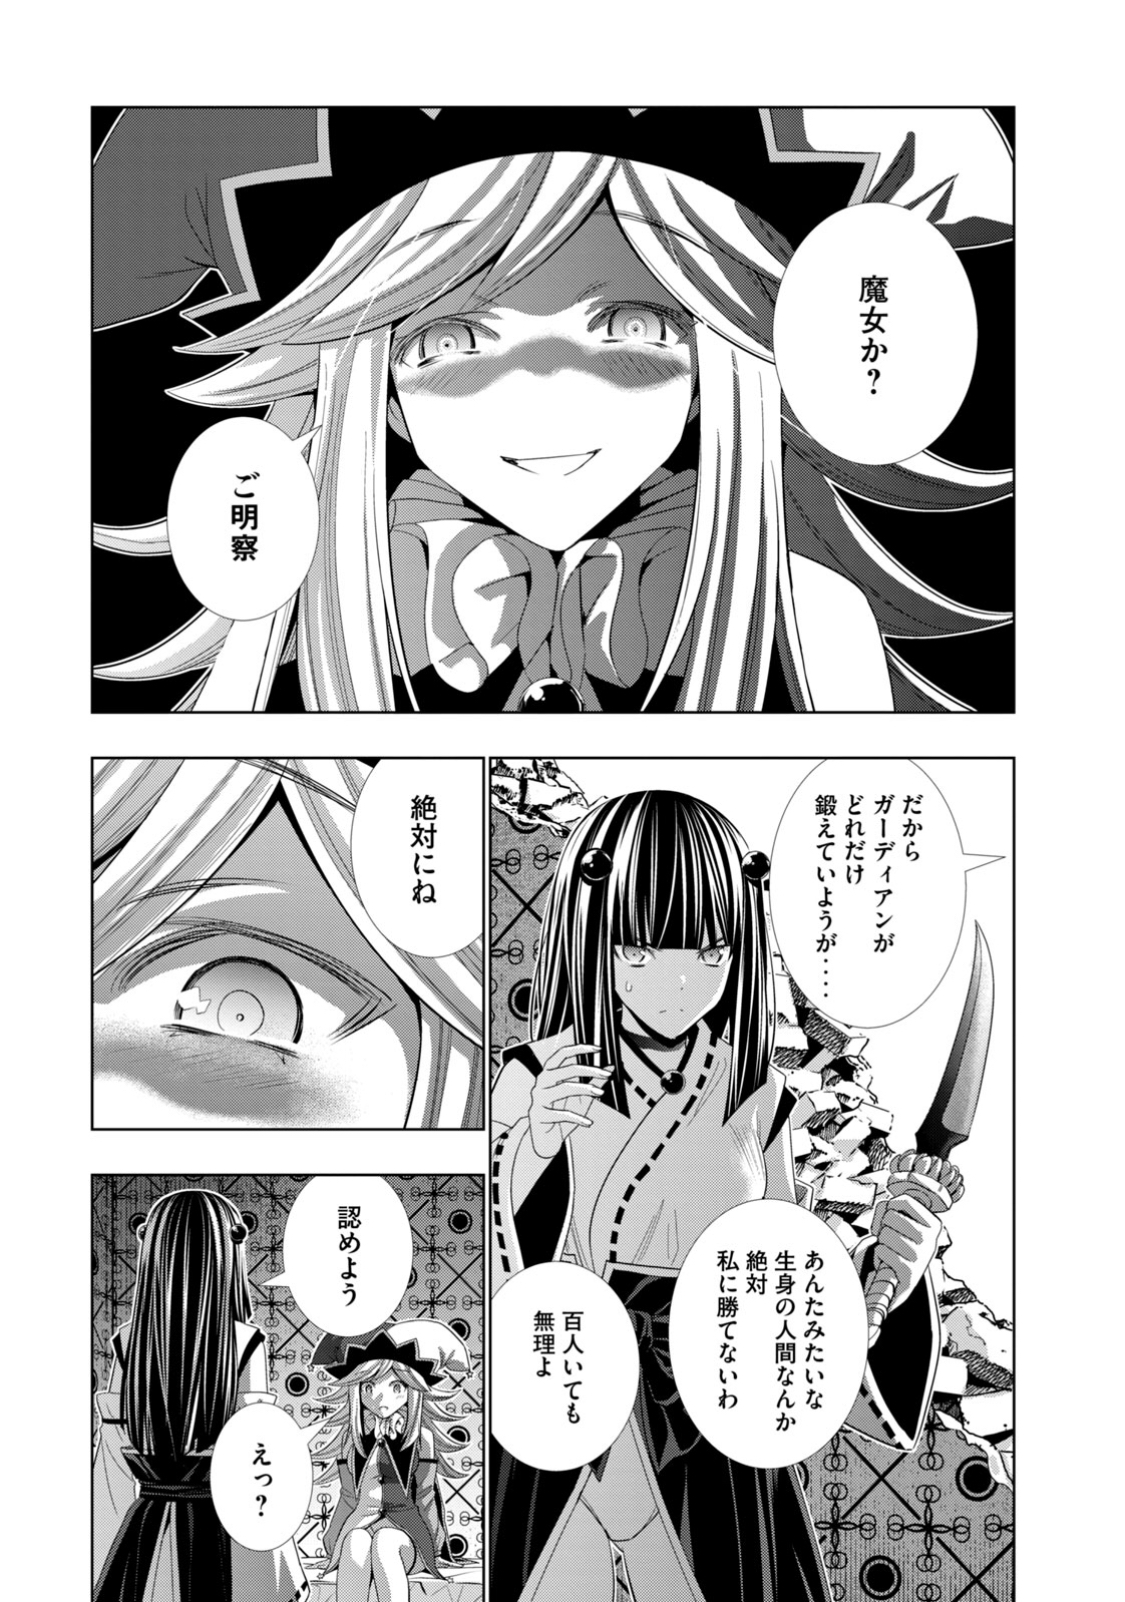 魔女か？
ご明察
だから
ガーディアンが
どれだけ
鍛えていようが‥‥
あんたみたいな
生身の人間なんか
絶対
私に勝てないわ
百人いても
無理よ
絶対にね
認めよう
えっ？